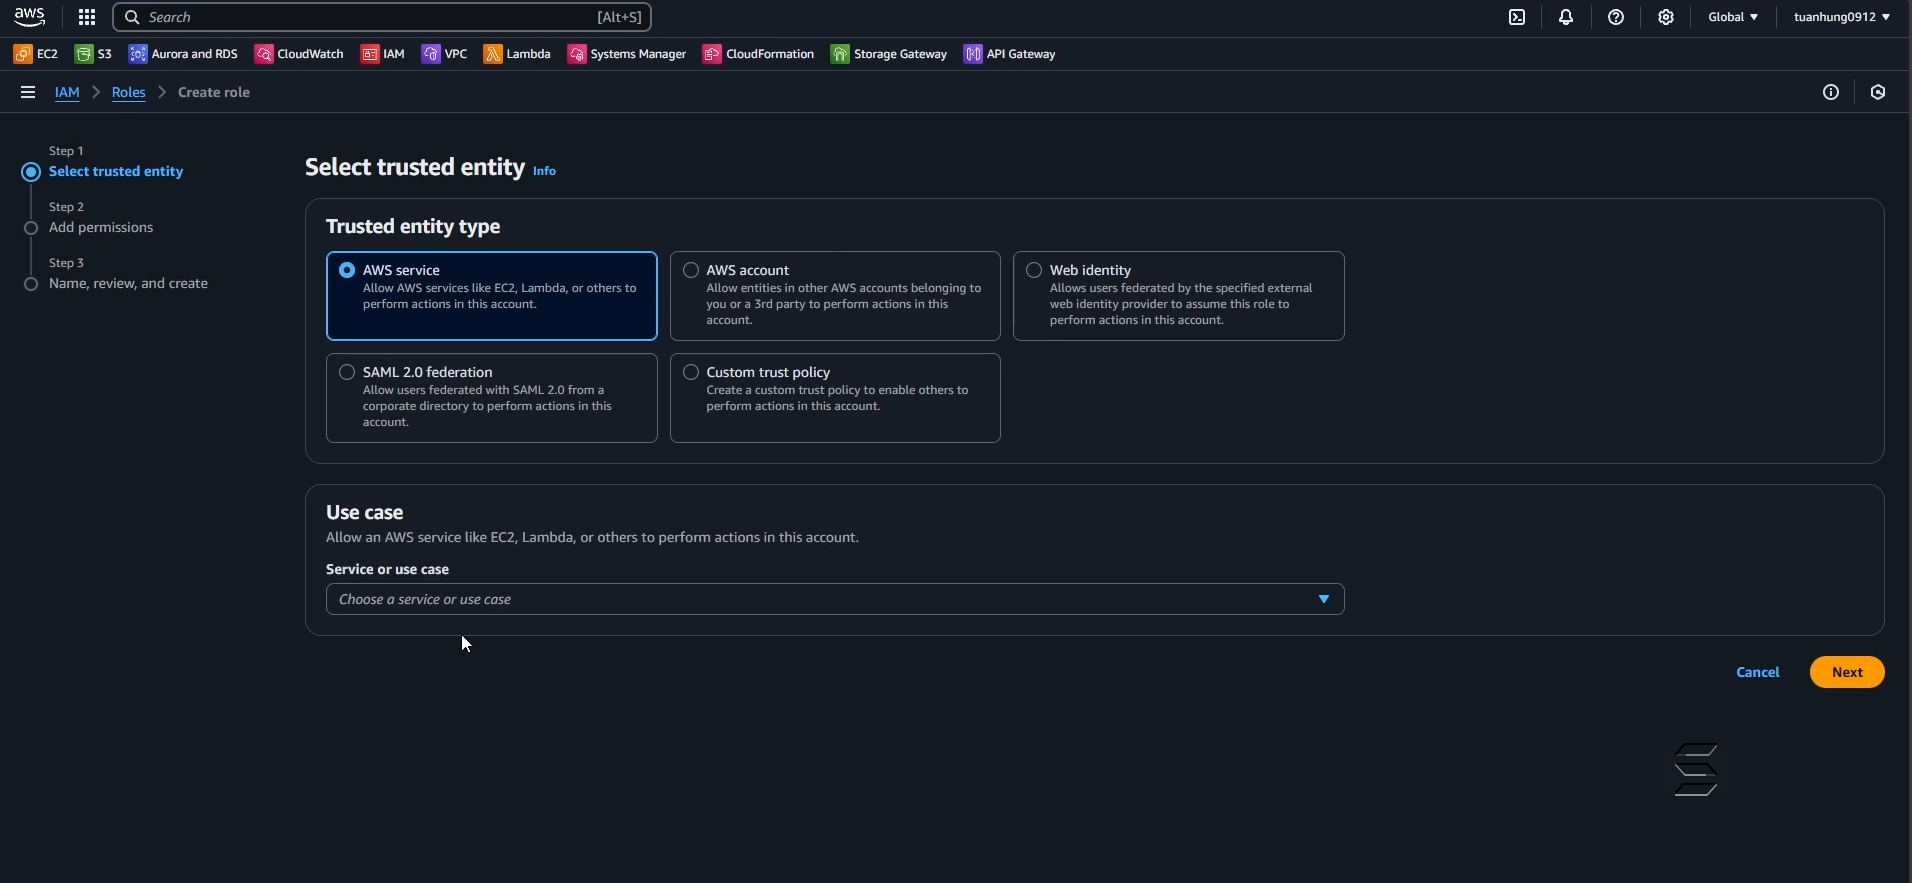 aws Search [Alt+S] Global tuanhung0912
EC2 S3 Aurora and RDS CloudWatch IAM VPC Lambda Systems Manager CloudFormation Storage Gateway API Gateway
IAM Roles Create role
Step 1
Select trusted entity
Step 2
Add permissions
Step 3
Name, review, and create
Select trusted entity Info
Trusted entity type
AWS service
Allow AWS services like EC2, Lambda, or others to
perform actions in this account.
AWS account
Allow entities in other AWS accounts belonging to
you or a 3rd party to perform actions in this
account.
Web identity
Allows users federated by the specified external
web identity provider to assume this role to
perform actions in this account.
SAML 2.0 federation
Allow users federated with SAML 2.0 from a
corporate directory to perform actions in this
account.
Custom trust policy
Create a custom trust policy to enable others to
perform actions in this account.
Use case
Allow an AWS service like EC2, Lambda, or others to perform actions in this account.
Service or use case
Choose a service or use case
Cancel Next